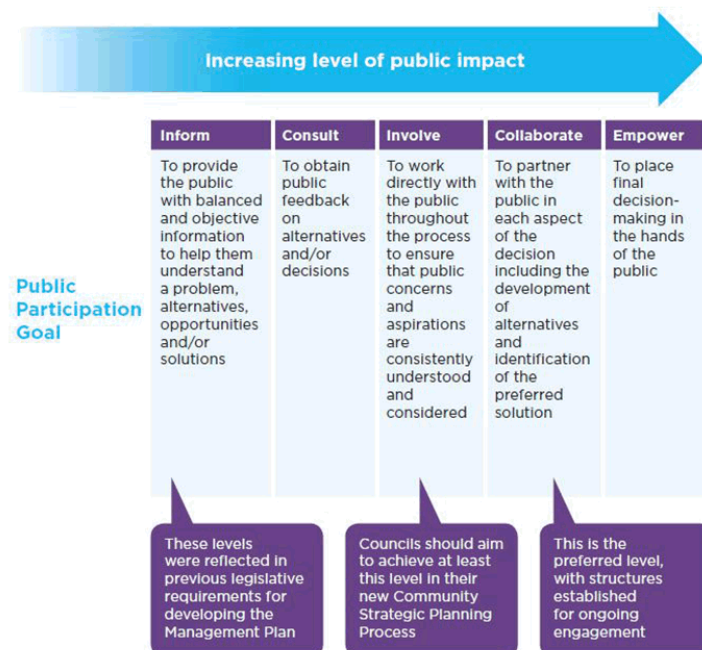 Increasing level of public impact
Public
Participation
Goal
Inform
To provide
the public
with balanced
and objective
information
to help them
understand
a problem,
alternatives,
opportunities
and/or
solutions
Consult
To obtain
public
feedback
on
alternatives
and/or
decisions
Involve
To work
directly with
the public
throughout
the process
to ensure
that public
concerns
and
aspirations
are
consistently
understood
and
considered
Collaborate
To partner
with the
public in
each aspect
of the
decision
including the
development
of
alternatives
and
identification
of the
preferred
solution
Empower
To place
final
decision-
making in
the hands
of the
public
These levels
were reflected in
previous legislative
requirements for
developing the
Management Plan
Councils should aim
to achieve at least
this level in their
new Community
Strategic Planning
Process
This is the
preferred level,
with structures
established
for ongoing
engagement